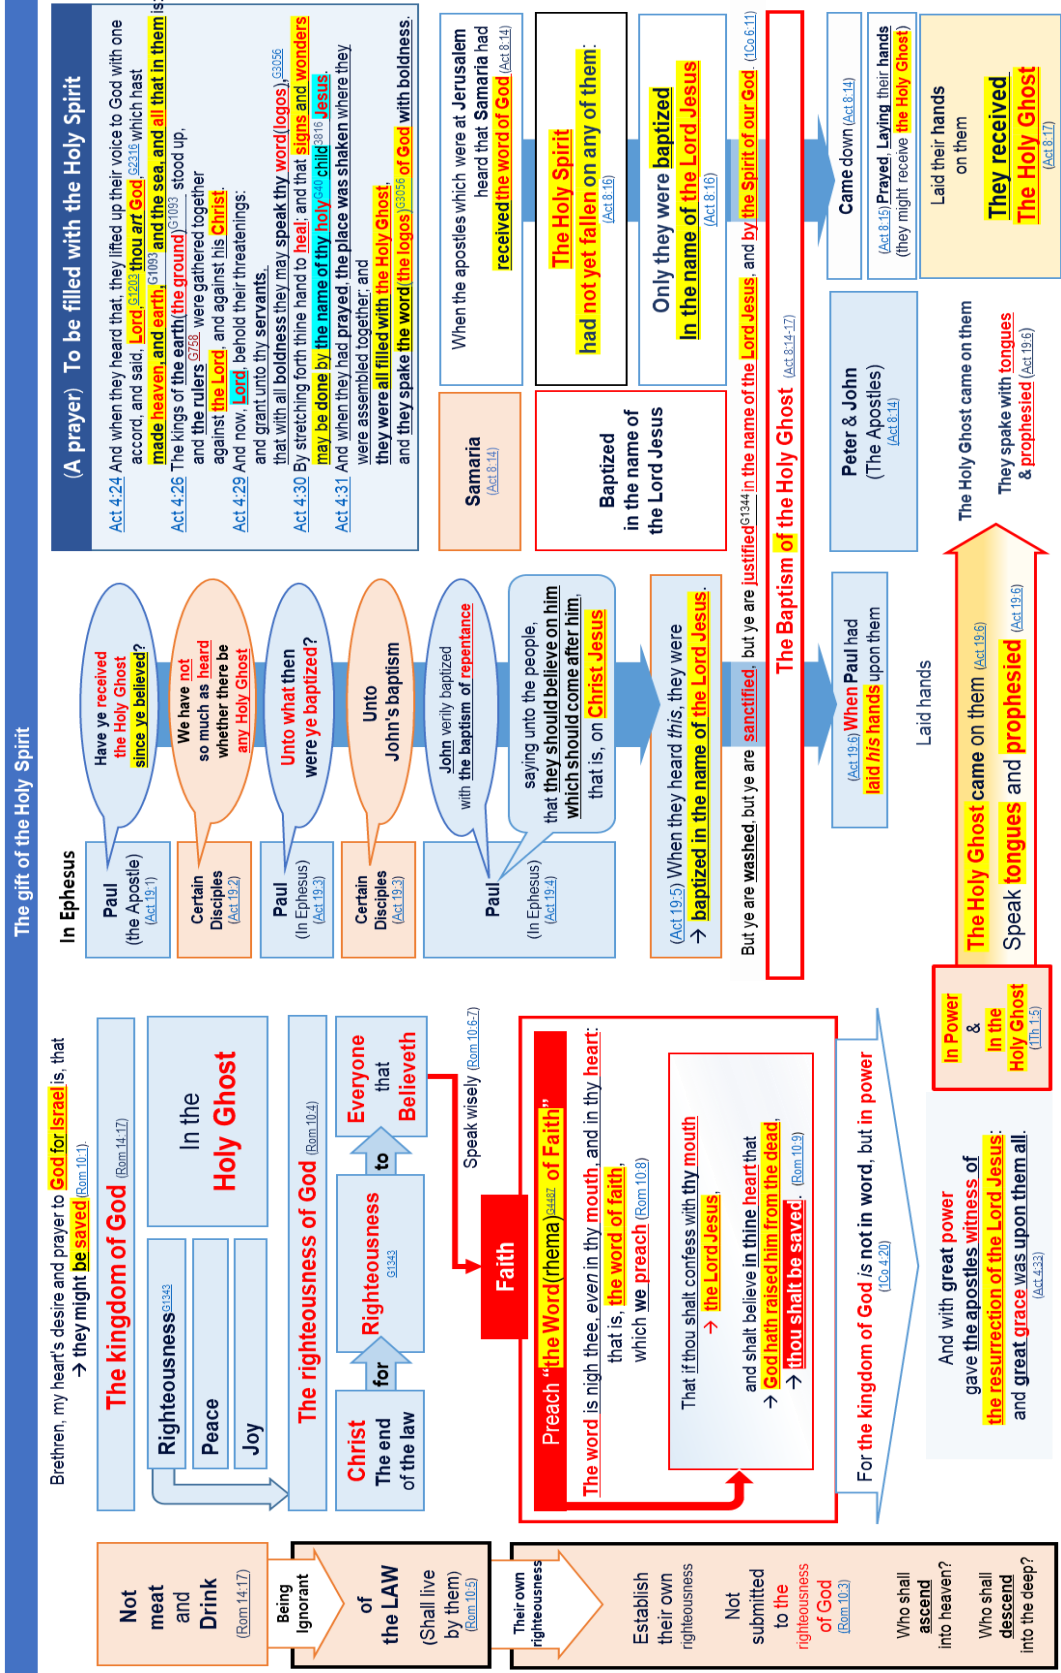 The gift of the Holy Spirit
Not
meat
and
Drink
(Rom 14:17)
Being
Ignorant
of
the LAW
(Shall live
by them)
(Rom 10:5)
Their own
righteousness
Establish
their own
righteousness
Not
submitted
to the
righteousness
of God
(Rom 10:3)
Who shall
ascend
into heaven?
Who shall
descend
into the deep?
Brethren, my heart's desire and prayer to God for Israel is, that
→ they might be saved (Rom 10:1).
The kingdom of God (Rom 14:17)
Righteousness G1343
Peace
Joy
In the
Holy Ghost
The righteousness of God (Rom 10:4)
Christ
The end
of the law
for
Righteousness
G1343
to
Everyone
that
Believeth
Speak wisely (Rom 10:6-7)
Faith
Preach “the Word(rhema)G4487 of Faith”
The word is nigh thee, even in thy mouth, and in thy heart:
that is, the word of faith,
which we preach (Rom 10:8)
That if thou shalt confess with thy mouth
→ the Lord Jesus,
and shalt believe in thine heart that
→ God hath raised him from the dead,
→ thou shalt be saved. (Rom 10:9)
For the kingdom of God is not in word, but in power
(1Co 4:20)
And with great power
gave the apostles witness of
the resurrection of the Lord Jesus:
and great grace was upon them all.
(Act 4:33)
In Power
&
In the
Holy Ghost
(1Th 1:5)
The Holy Ghost came on them (Act 19:6)
Speak tongues and prophesied (Act 19:6)
In Ephesus
Paul
(the Apostle)
(Act 19:1)
Have ye received
the Holy Ghost
since ye believed?
Certain
Disciples
(Act 19:2)
We have not
so much as heard
whether there be
any Holy Ghost
Paul
(In Ephesus)
(Act 19:3)
Unto what then
were ye baptized?
Certain
Disciples
(Act 19:3)
Unto
John's baptism
Paul
(In Ephesus)
(Act 19:4)
John verily baptized
with the baptism of repentance
saying unto the people,
that they should believe on him
which should come after him,
that is, on Christ Jesus
(Act 19:5) When they heard this, they were
→ baptized in the name of the Lord Jesus.
But ye are washed, but ye are sanctified, but ye are justifiedG1344 in the name of the Lord Jesus, and by the Spirit of our God. (1Co 6:11)
The Baptism of the Holy Ghost (Act 8:14-17)
(Act 19:6) When Paul had
laid his hands upon them
Laid hands
(A prayer) To be filled with the Holy Spirit
Act 4:24 And when they heard that, they lifted up their voice to God with one
accord, and said, Lord,G1203 thou art God,G2316 which hast
made heaven, and earth,G1093 and the sea, and all that in them is:
Act 4:26 The kings of the earth(the ground)G1093 stood up,
and the rulers G758 were gathered together
against the Lord, and against his Christ.
Act 4:29 And now, Lord, behold their threatenings:
and grant unto thy servants,
that with all boldness they may speak thy word(logos),G3056
Act 4:30 By stretching forth thine hand to heal; and that signs and wonders
may be done by the name of thy holyG40 child3816 Jesus.
Act 4:31 And when they had prayed, the place was shaken where they
were assembled together; and
they were all filled with the Holy Ghost,
and they spake the word(the logos)G3056 of God with boldness.
Samaria
(Act 8:14)
When the apostles which were at Jerusalem
heard that Samaria had
received the word of God (Act 8:14)
Baptized
in the name of
the Lord Jesus
The Holy Spirit
had not yet fallen on any of them:
(Act 8:16)
Only they were baptized
In the name of the Lord Jesus
(Act 8:16)
Peter & John
(The Apostles)
(Act 8:14)
Came down (Act 8:14)
(Act 8:15) Prayed, Laying their hands
(they might receive the Holy Ghost)
Laid their hands
on them
They received
The Holy Ghost
(Act 8:17)
The Holy Ghost came on them
They spake with tongues
& prophesied (Act 19:6)